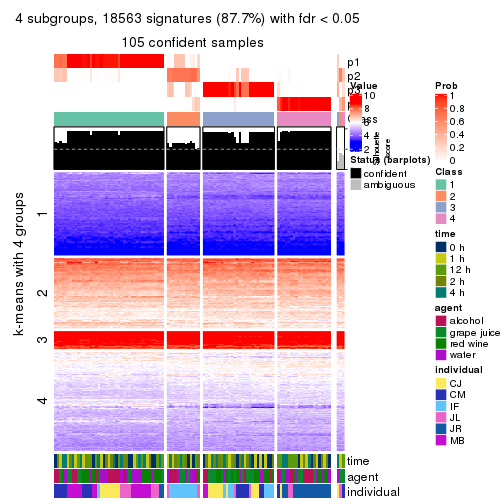 4 subgroups, 18563 signatures (87.7%) with fdr < 0.05
105 confident samples
p1
p2
p3
k-means with 4 groups
1
2
3
4
time
agent
individual
Value
10
8
6
4
2
Silhouette
score
Status (barplots)
confident
ambiguous
Prob
1
0.8
0.6
0.4
0.2
0
Class
1
2
3
4
time
0 h
1 h
12 h
2 h
4 h
agent
alcohol
grape juice
red wine
water
individual
CJ
CM
IF
JL
JR
MB